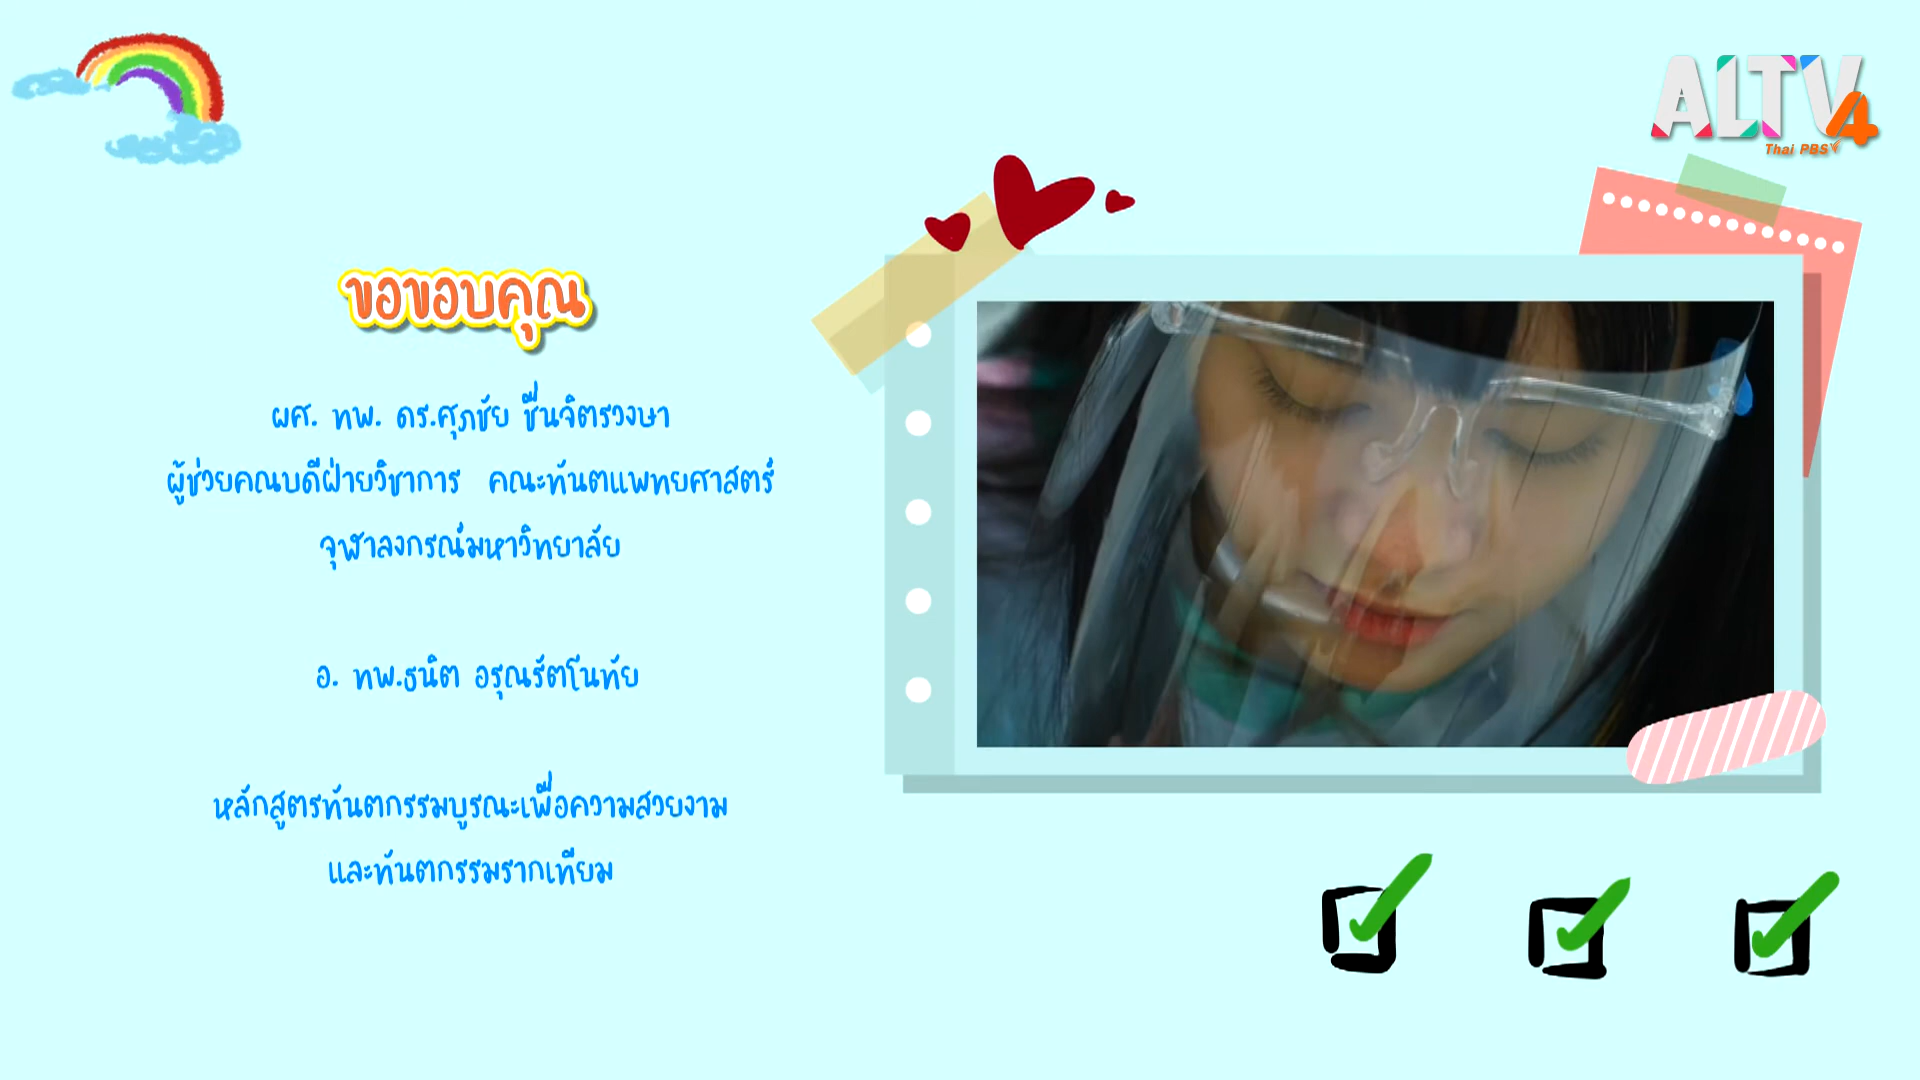 ALTV4
Thai PBS
ขอขอบคุณ
ผศ. ทพ. ดร.ศุภชัย ชื่นจิตรวงษา
ผู้ช่วยคณบดีฝ่ายวิชาการ คณะทันตแพทยศาสตร์
จุฬาลงกรณ์มหาวิทยาลัย
อ. ทพ.ธนิต อรุณรัตโนทัย
หลักสูตรทันตกรรมบูรณะเพื่อความสวยงาม
และทันตกรรมรากเทียม